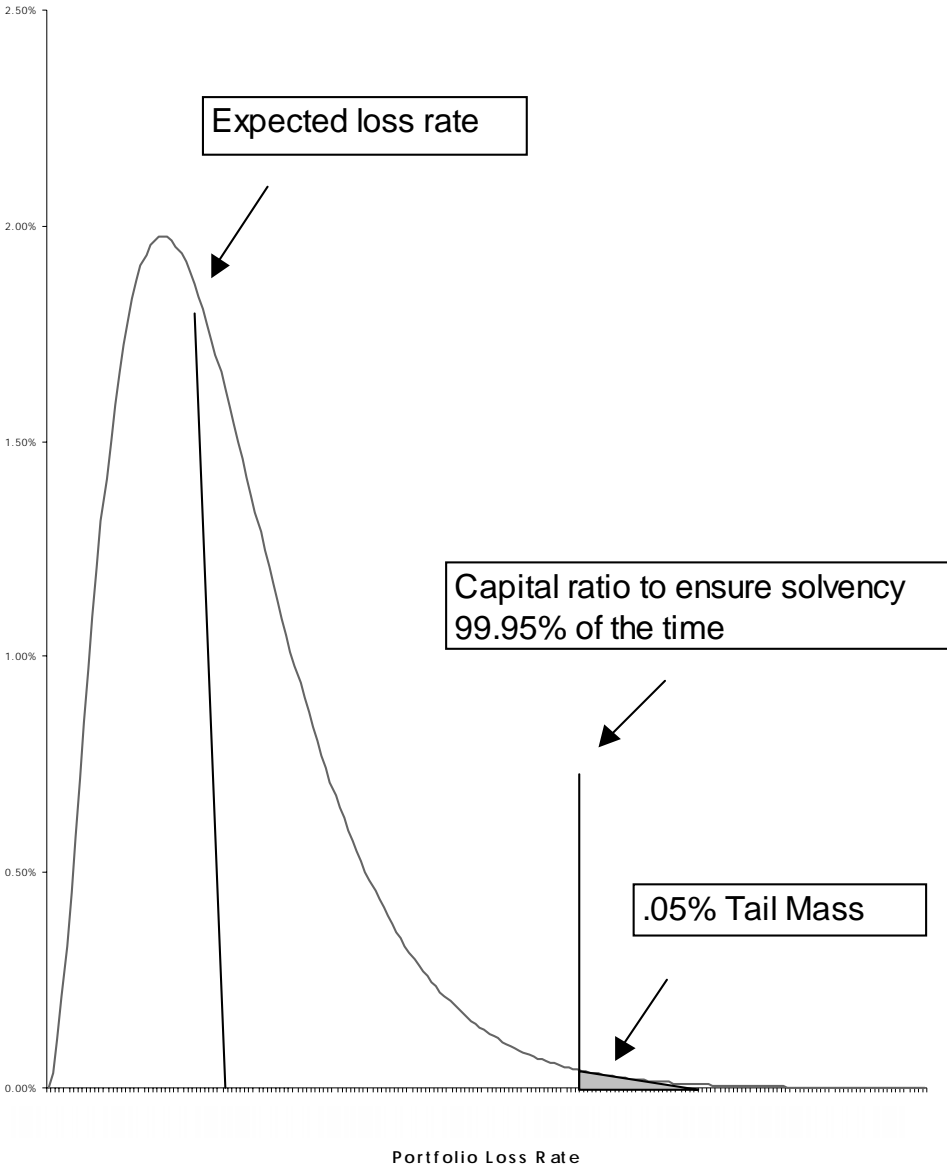 2.50%
Expected loss rate
2.00%
1.50%
Capital ratio to ensure solvency
99.95% of the time
1.00%
.05% Tail Mass
0.50%
0.00%
Portfolio Loss Rate